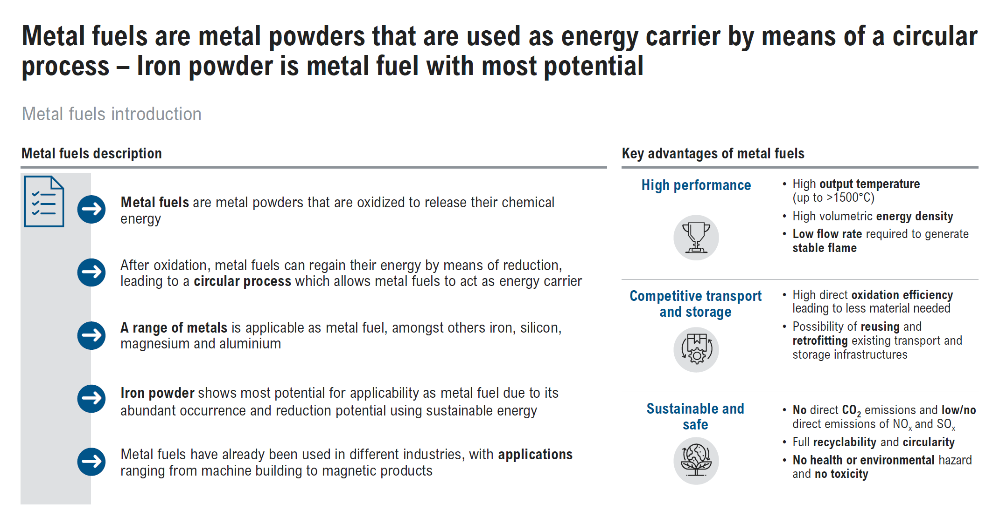 Metal fuels are metal powders that are used as energy carrier by means of a circular
process – Iron powder is metal fuel with most potential
Metal fuels introduction
Metal fuels description
Metal fuels are metal powders that are oxidized to release their chemical
energy
After oxidation, metal fuels can regain their energy by means of reduction,
leading to a circular process which allows metal fuels to act as energy carrier
A range of metals is applicable as metal fuel, amongst others iron, silicon,
magnesium and aluminium
Iron powder shows most potential for applicability as metal fuel due to its
abundant occurrence and reduction potential using sustainable energy
Metal fuels have already been used in different industries, with applications
ranging from machine building to magnetic products
Key advantages of metal fuels
High performance
• High output temperature
(up to >1500°C)
• High volumetric energy density
• Low flow rate required to generate
stable flame
Competitive transport
and storage
• High direct oxidation efficiency
leading to less material needed
• Possibility of reusing and
retrofitting existing transport and
storage infrastructures
Sustainable and
safe
• No direct CO₂ emissions and low/no
direct emissions of NOₓ and SOₓ
• Full recyclability and circularity
• No health or environmental hazard
and no toxicity